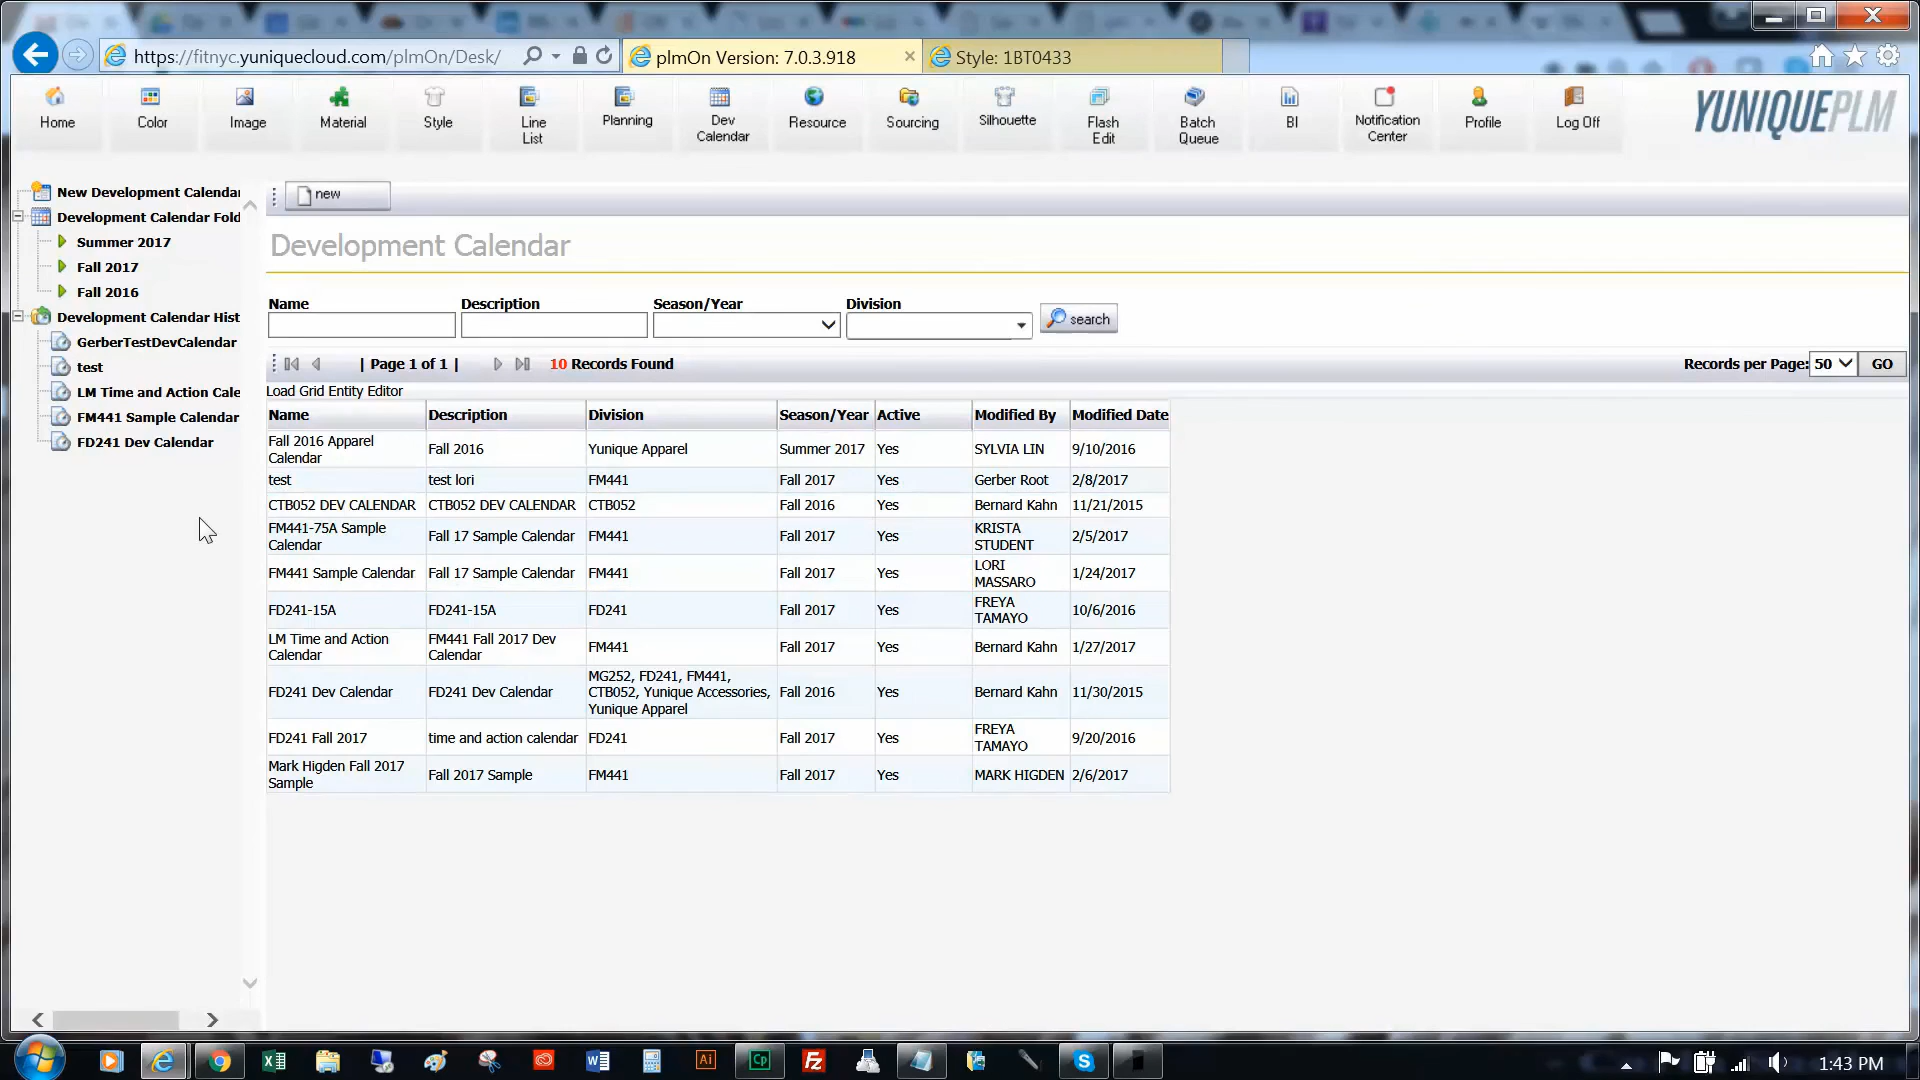 https://fitnyc.yuniquecloud.com/plmOn/Desk/
plmOn Version: 7.0.3.918
Style: 1BT0433
Home
Color
Image
Material
Style
Line
List
Planning
Dev
Calendar
Resource
Sourcing
Silhouette
Flash
Edit
Batch
Queue
BI
Notification
Center
Profile
Log Off
YUNIQUEPLM
New Development Calendar
Development Calendar Fold
Summer 2017
Fall 2017
Fall 2016
Development Calendar Hist
GerberTestDevCalendar
test
LM Time and Action Cale
FM441 Sample Calendar
FD241 Dev Calendar
new
Development Calendar
Name Description Season/Year Division
search
| Page 1 of 1 | 10 Records Found Records per Page: 50 GO
Load Grid Entity Editor
Name Description Division Season/Year Active Modified By Modified Date
Fall 2016 Apparel
Calendar Fall 2016 Yunique Apparel Summer 2017 Yes SYLVIA LIN 9/10/2016
test test lori FM441 Fall 2017 Yes Gerber Root 2/8/2017
CTB052 DEV CALENDAR CTB052 DEV CALENDAR CTB052 Fall 2016 Yes Bernard Kahn 11/21/2015
FM441-75A Sample
Calendar Fall 17 Sample Calendar FM441 Fall 2017 Yes KRISTA
STUDENT 2/5/2017
FM441 Sample Calendar Fall 17 Sample Calendar FM441 Fall 2017 Yes LORI
MASSARO 1/24/2017
FD241-15A FD241-15A FD241 Fall 2017 Yes FREYA
TAMAYO 10/6/2016
LM Time and Action
Calendar FM441 Fall 2017 Dev
Calendar FM441 Fall 2017 Yes Bernard Kahn 1/27/2017
FD241 Dev Calendar FD241 Dev Calendar MG252, FD241, FM441,
CTB052, Yunique Accessories,
Yunique Apparel Fall 2016 Yes Bernard Kahn 11/30/2015
FD241 Fall 2017 time and action calendar FD241 Fall 2017 Yes FREYA
TAMAYO 9/20/2016
Mark Higden Fall 2017
Sample Fall 2017 Sample FM441 Fall 2017 Yes MARK HIGDEN 2/6/2017
Ai
Cp
Fz
1:43 PM